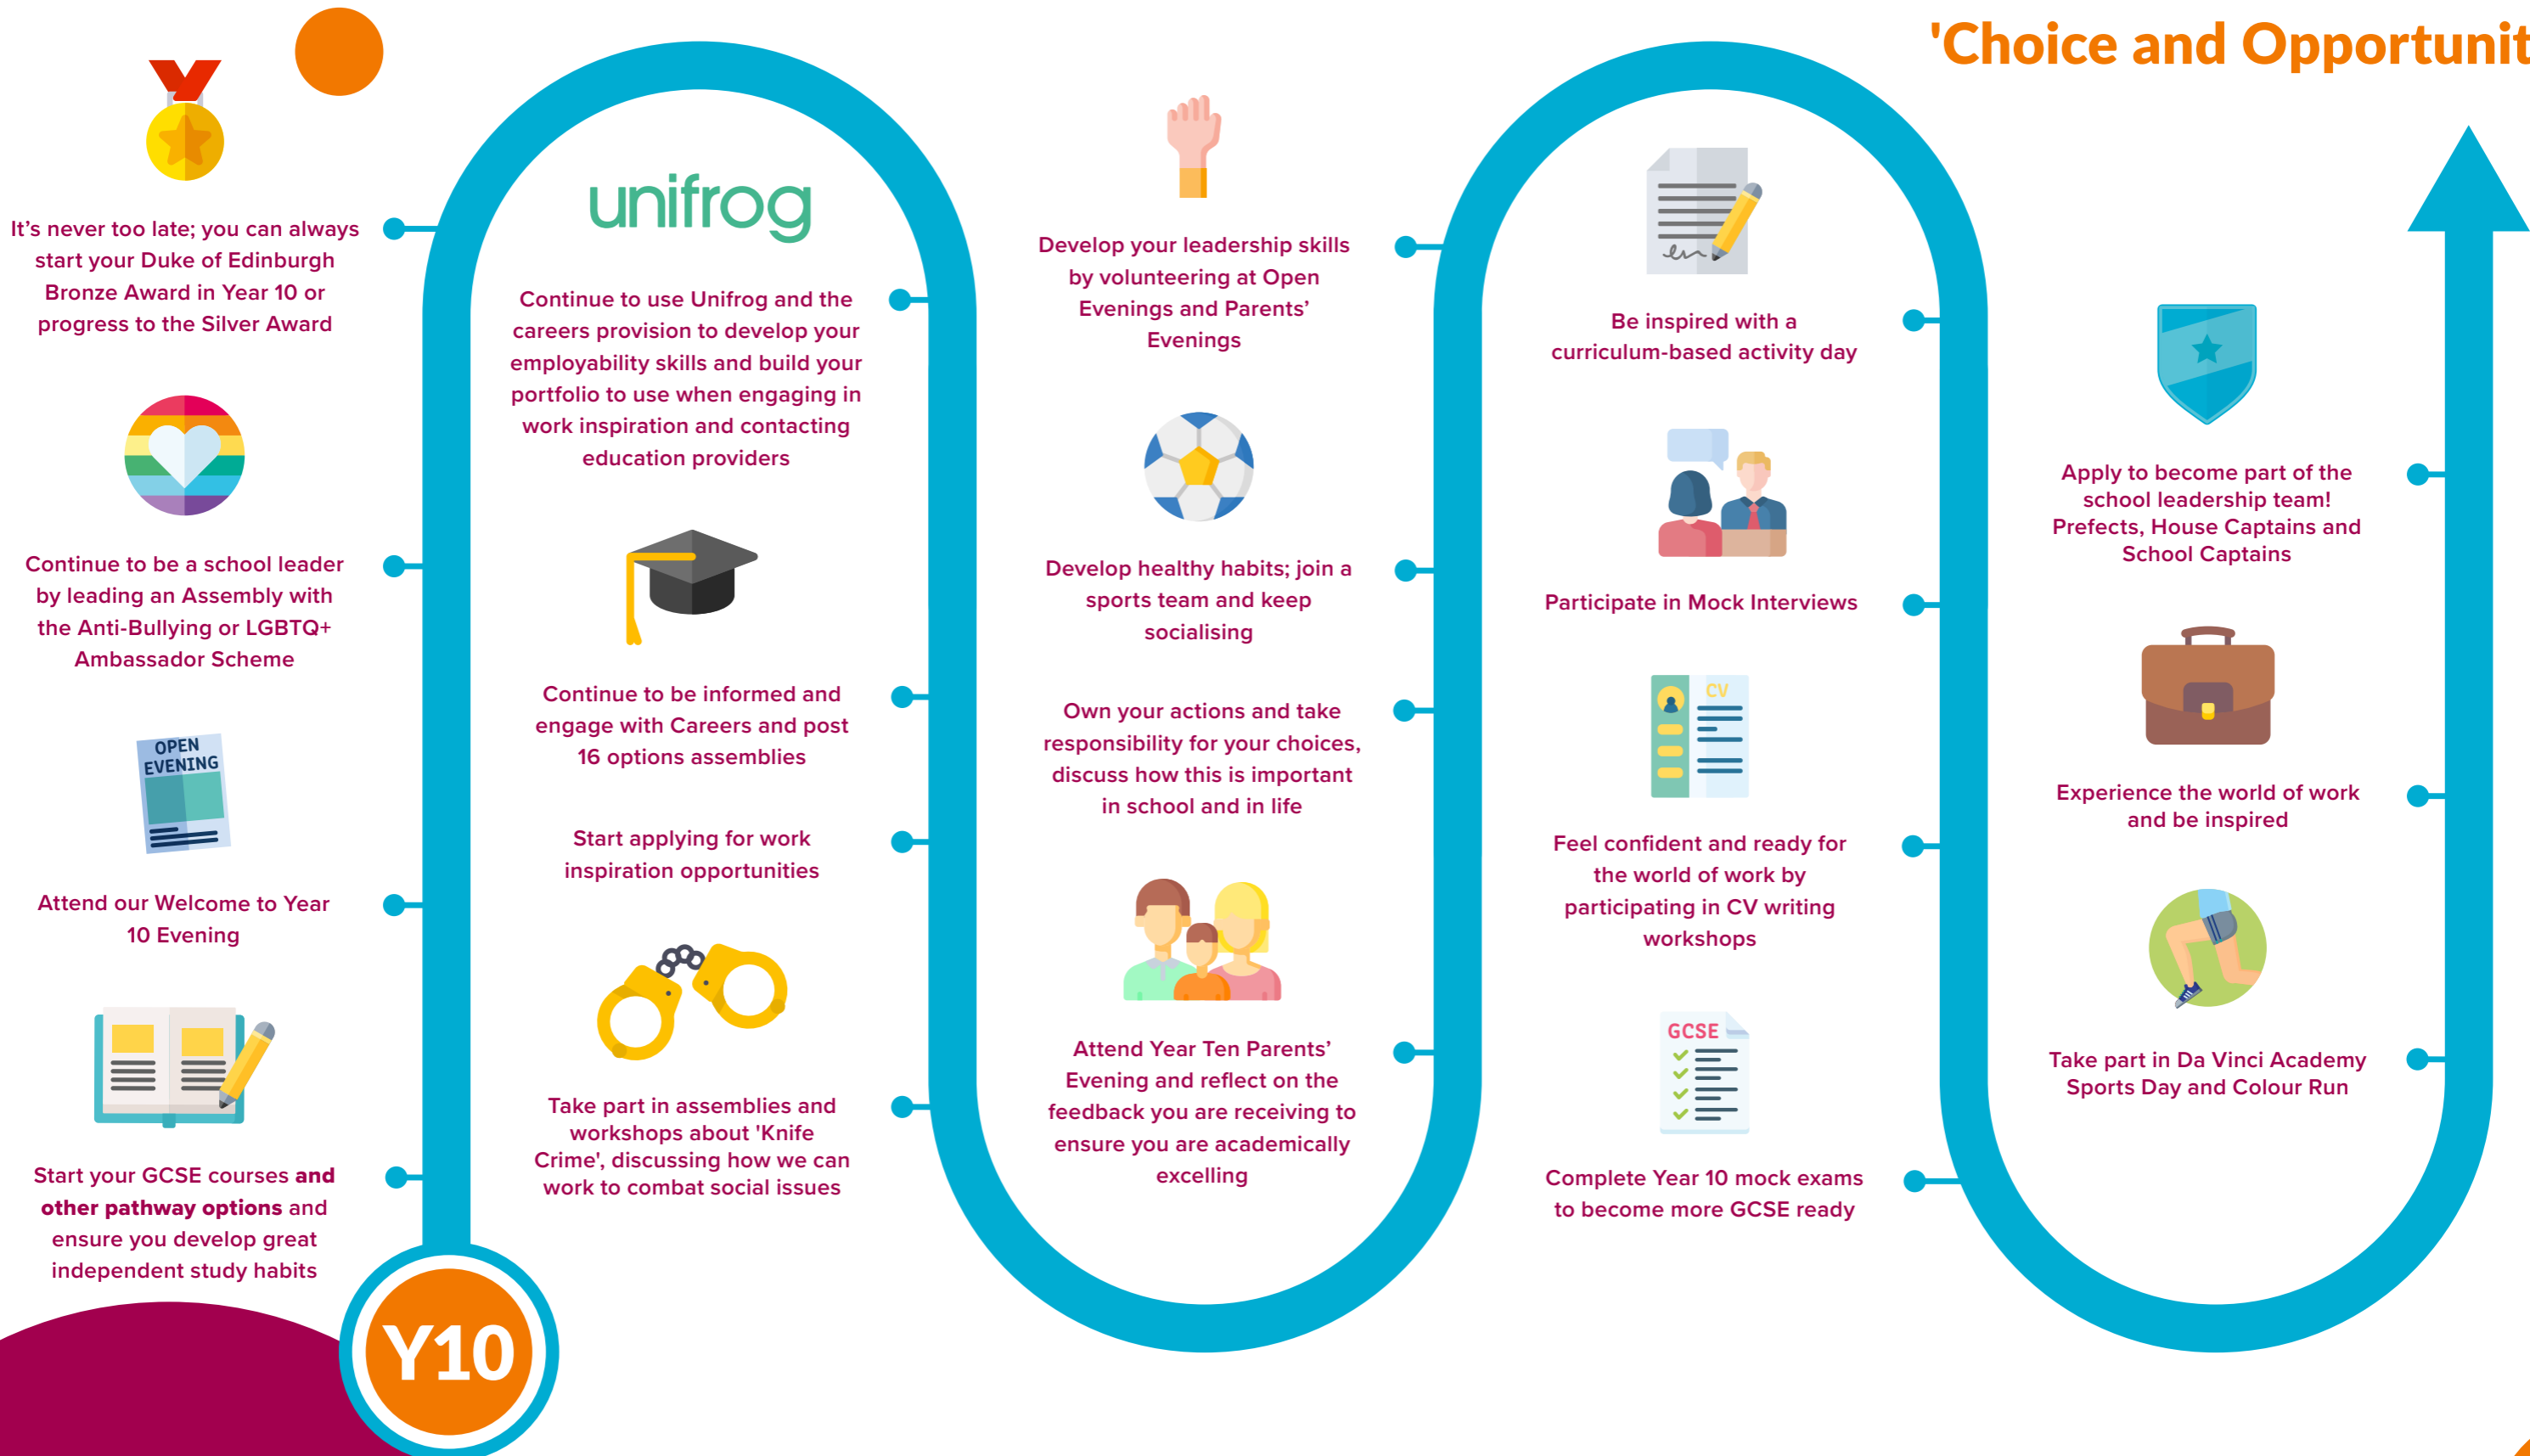 'Choice and Opportunit
It’s never too late; you can always
start your Duke of Edinburgh
Bronze Award in Year 10 or
progress to the Silver Award
Continue to be a school leader
by leading an Assembly with
the Anti-Bullying or LGBTQ+
Ambassador Scheme
OPEN
EVENING
Attend our Welcome to Year
10 Evening
Start your GCSE courses and
other pathway options and
ensure you develop great
independent study habits
Y10
unifrog
Continue to use Unifrog and the
careers provision to develop your
employability skills and build your
portfolio to use when engaging in
work inspiration and contacting
education providers
Continue to be informed and
engage with Careers and post
16 options assemblies
Start applying for work
inspiration opportunities
Take part in assemblies and
workshops about 'Knife
Crime', discussing how we can
work to combat social issues
Develop your leadership skills
by volunteering at Open
Evenings and Parents’
Evenings
Develop healthy habits; join a
sports team and keep
socialising
Own your actions and take
responsibility for your choices,
discuss how this is important
in school and in life
Attend Year Ten Parents’
Evening and reflect on the
feedback you are receiving to
ensure you are academically
excelling
Be inspired with a
curriculum-based activity day
Participate in Mock Interviews
CV
Feel confident and ready for
the world of work by
participating in CV writing
workshops
GCSE
Complete Year 10 mock exams
to become more GCSE ready
Apply to become part of the
school leadership team!
Prefects, House Captains and
School Captains
Experience the world of work
and be inspired
Take part in Da Vinci Academy
Sports Day and Colour Run